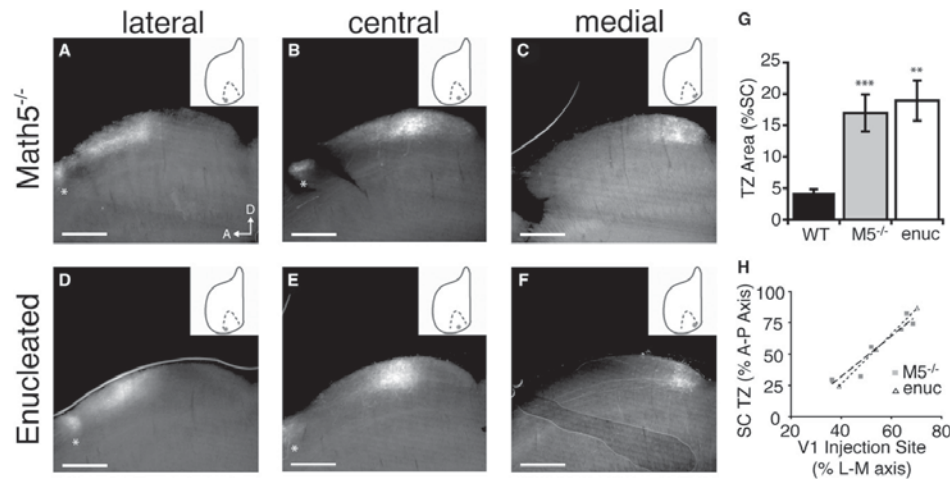 lateral
central
medial
Math5-/-
A
*
D
A
B
*
C
Enucleated
D
*
E
*
F
G
TZ Area (%SC)
25
20
15
10
5
0
***
**
WT
M5-/-
enuc
H
SC TZ (% A-P Axis)
100
75
50
25
0
M5-/-
enuc
20
40
60
80
V1 Injection Site
(% L-M axis)